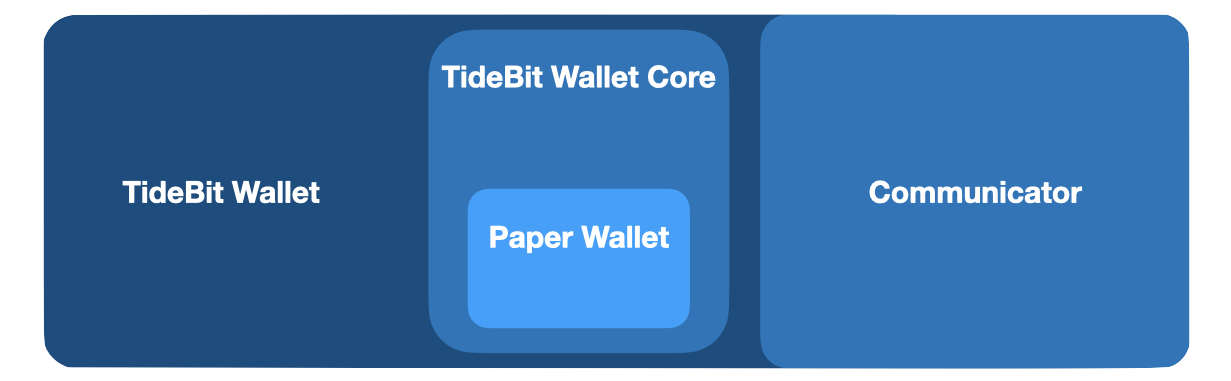 TideBit Wallet Core
TideBit Wallet
Communicator
Paper Wallet